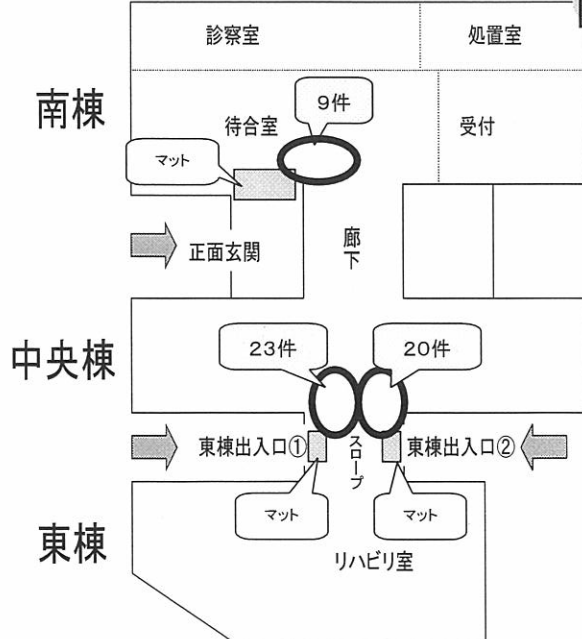 診察室
処置室
南棟
9件
待合室
受付
マット
廊下
正面玄関
中央棟
23件
20件
東棟出入口①
スロープ
東棟出入口②
マット
マット
東棟
リハビリ室